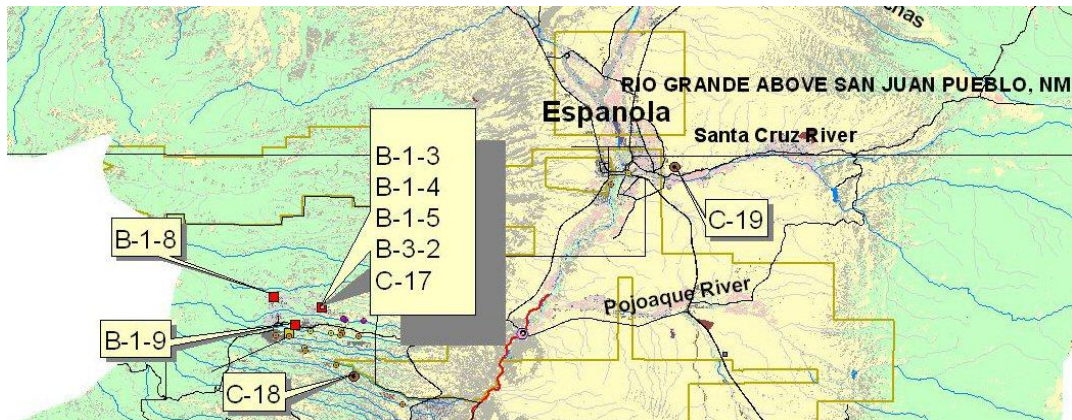 has
RIO GRANDE ABOVE SAN JUAN PUEBLO, NM
Espanola
Santa Cruz River
B-1-3
B-1-4
B-1-5
B-3-2
C-17
B-1-8
C-19
Pojoaque River
B-1-9
C-18